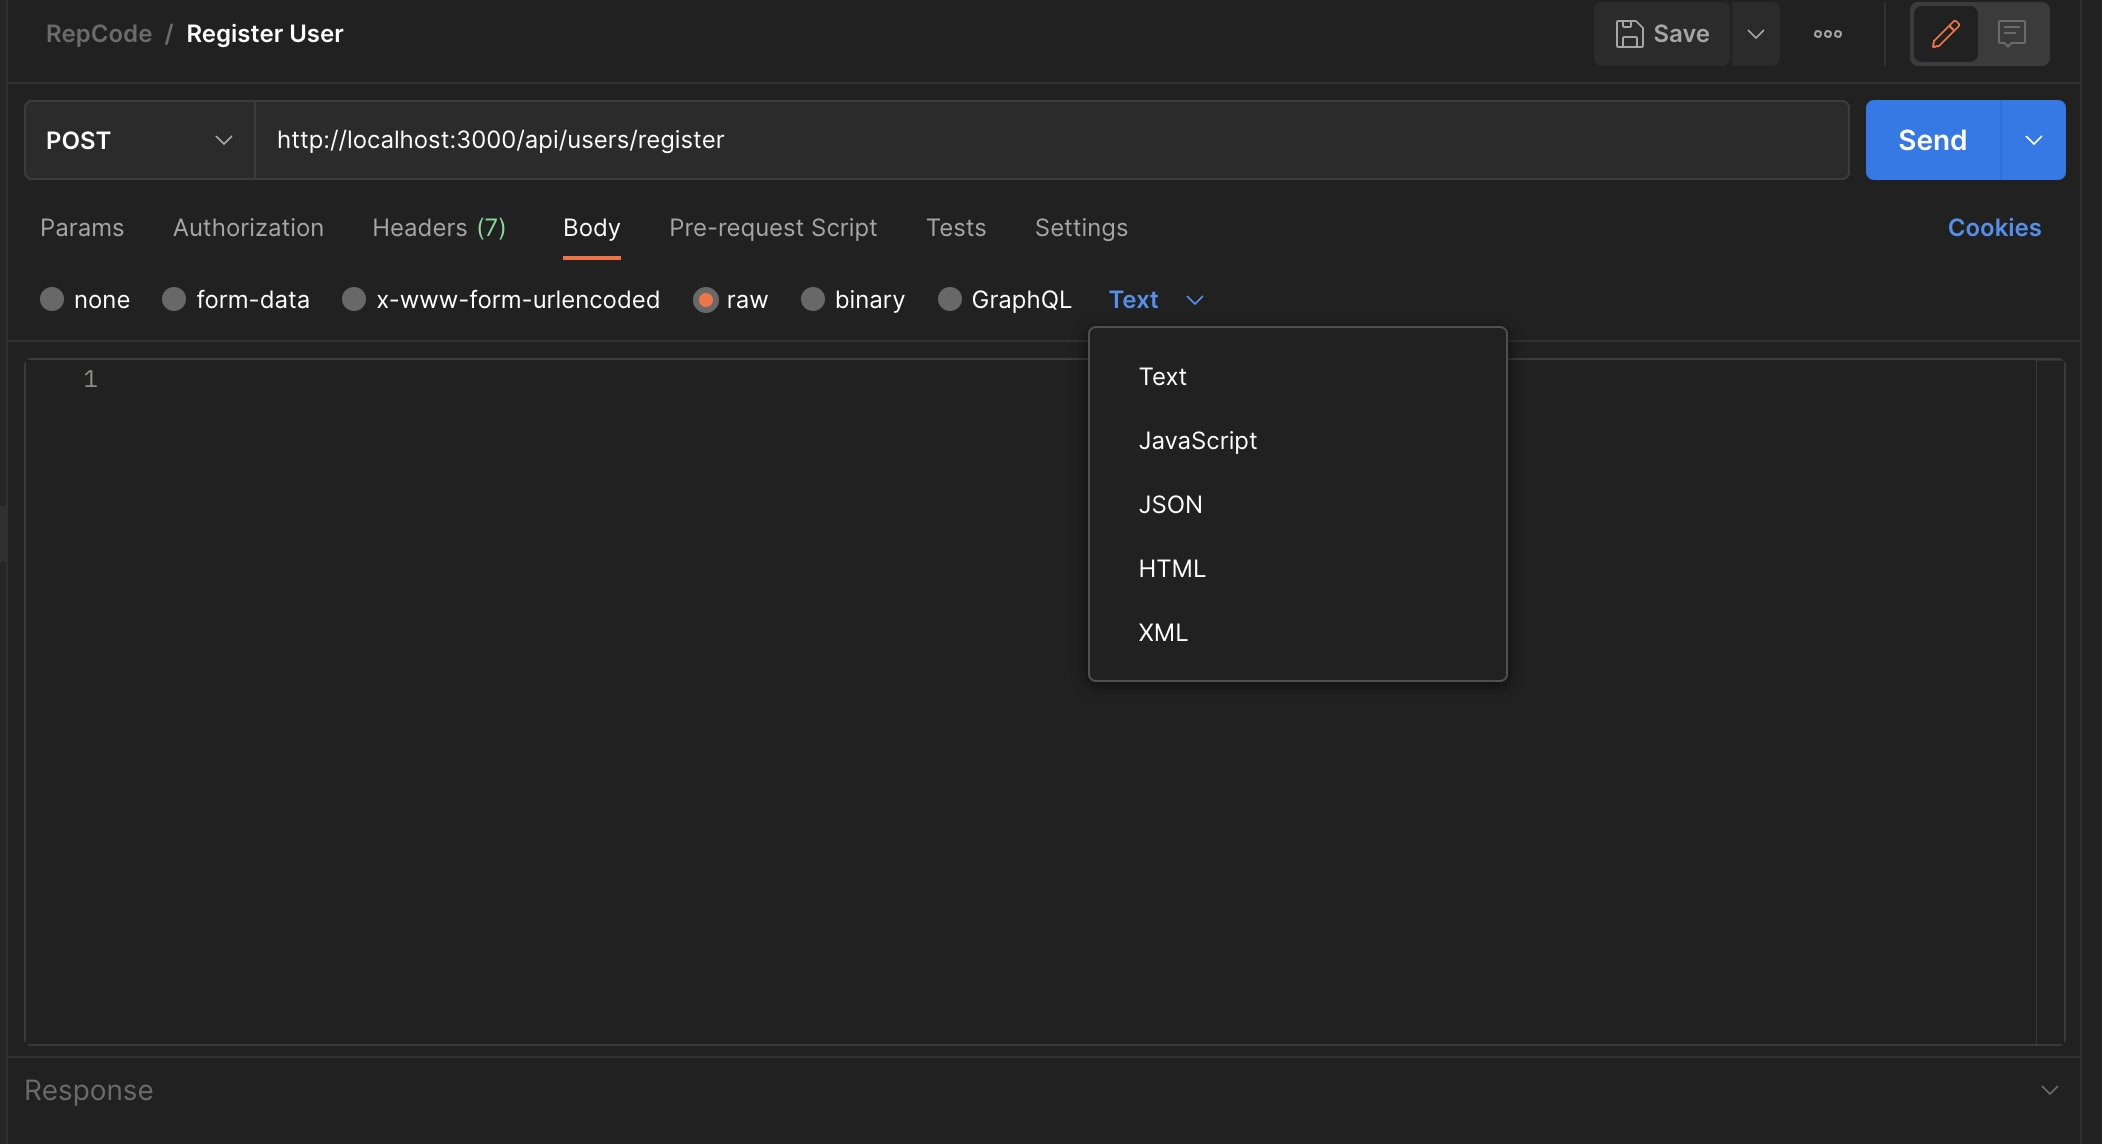 RepCode / Register User
Save
POST
http://localhost:3000/api/users/register
Send
Params Authorization Headers (7) Body Pre-request Script Tests Settings Cookies
none form-data x-www-form-urlencoded raw binary GraphQL Text
1
Text
JavaScript
JSON
HTML
XML
Response